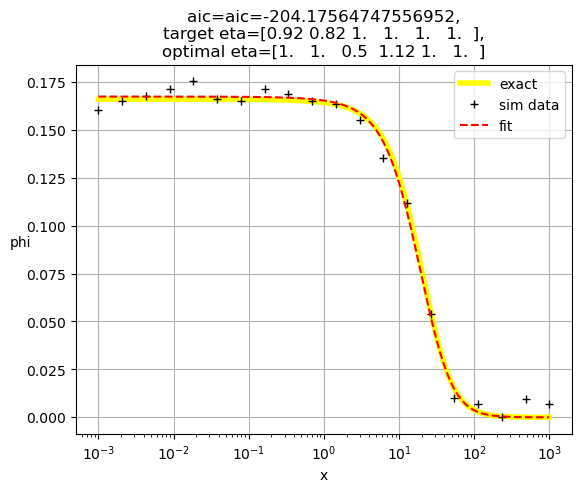 aic=aic=-204.17564747556952,
target eta=[0.92 0.82 1.   1.   1.   1.  ],
optimal eta=[1.   1.   0.5  1.12 1.   1.  ]
exact
sim data
fit
0.175
0.150
0.125
0.100
0.075
0.050
0.025
0.000
phi
10⁻³
10⁻²
10⁻¹
10⁰
10¹
10²
10³
x